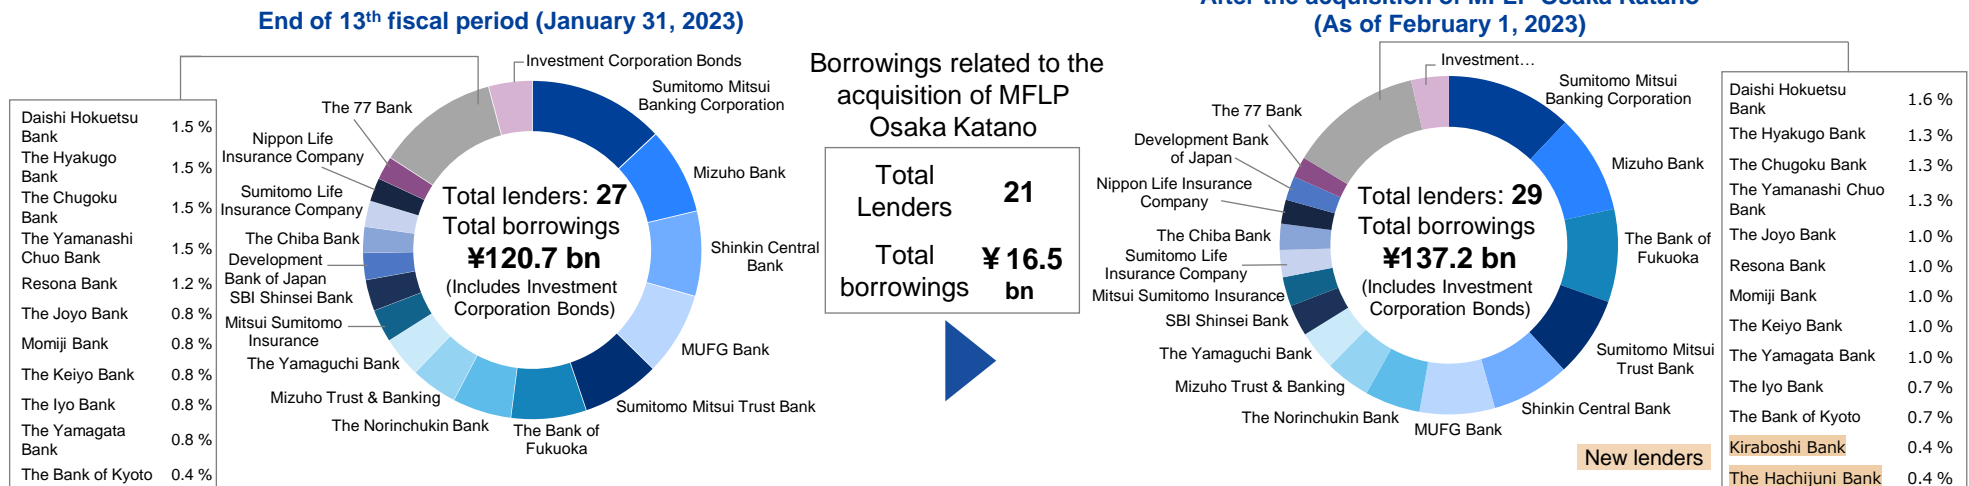 End of 13th fiscal period (January 31, 2023)
Investment Corporation Bonds
Sumitomo Mitsui
Banking Corporation
Mizuho Bank
Shinkin Central
Bank
MUFG Bank
Sumitomo Mitsui Trust Bank
The Bank of
Fukuoka
The Norinchukin Bank
Mizuho Trust & Banking
The Yamaguchi Bank
Mitsui Sumitomo
Insurance
SBI Shinsei Bank
Development
Bank of Japan
The Chiba Bank
Sumitomo Life
Insurance Company
Nippon Life
Insurance Company
The 77 Bank
Total lenders: 27
Total borrowings
¥120.7 bn
(Includes Investment
Corporation Bonds)
Daishi Hokuetsu
Bank 1.5 %
The Hyakugo
Bank 1.5 %
The Chugoku
Bank 1.5 %
The Yamanashi
Chuo Bank 1.5 %
Resona Bank 1.2 %
The Joyo Bank 0.8 %
Momiji Bank 0.8 %
The Keiyo Bank 0.8 %
The Iyo Bank 0.8 %
The Yamagata
Bank 0.8 %
The Bank of Kyoto 0.4 %
Borrowings related to the
acquisition of MFLP
Osaka Katano
Total
Lenders 21
Total
borrowings ¥16.5
bn
After the acquisition of MFLP Osaka Katano
(As of February 1, 2023)
Investment…
Sumitomo Mitsui
Banking Corporation
Mizuho Bank
The Bank of
Fukuoka
Sumitomo Mitsui
Trust Bank
Shinkin Central Bank
MUFG Bank
The Norinchukin Bank
Mizuho Trust & Banking
The Yamaguchi Bank
SBI Shinsei Bank
Mitsui Sumitomo Insurance
Sumitomo Life
Insurance Company
The Chiba Bank
Nippon Life Insurance
Company
Development Bank
of Japan
The 77 Bank
Total lenders: 29
Total borrowings
¥137.2 bn
(Includes Investment
Corporation Bonds)
Daishi Hokuetsu
Bank 1.6 %
The Hyakugo Bank 1.3 %
The Chugoku Bank 1.3 %
The Yamanashi Chuo
Bank 1.3 %
The Joyo Bank 1.0 %
Resona Bank 1.0 %
Momiji Bank 1.0 %
The Keiyo Bank 1.0 %
The Yamagata Bank 1.0 %
The Iyo Bank 0.7 %
The Bank of Kyoto 0.7 %
Kiraboshi Bank 0.4 %
The Hachijuni Bank 0.4 %
New lenders